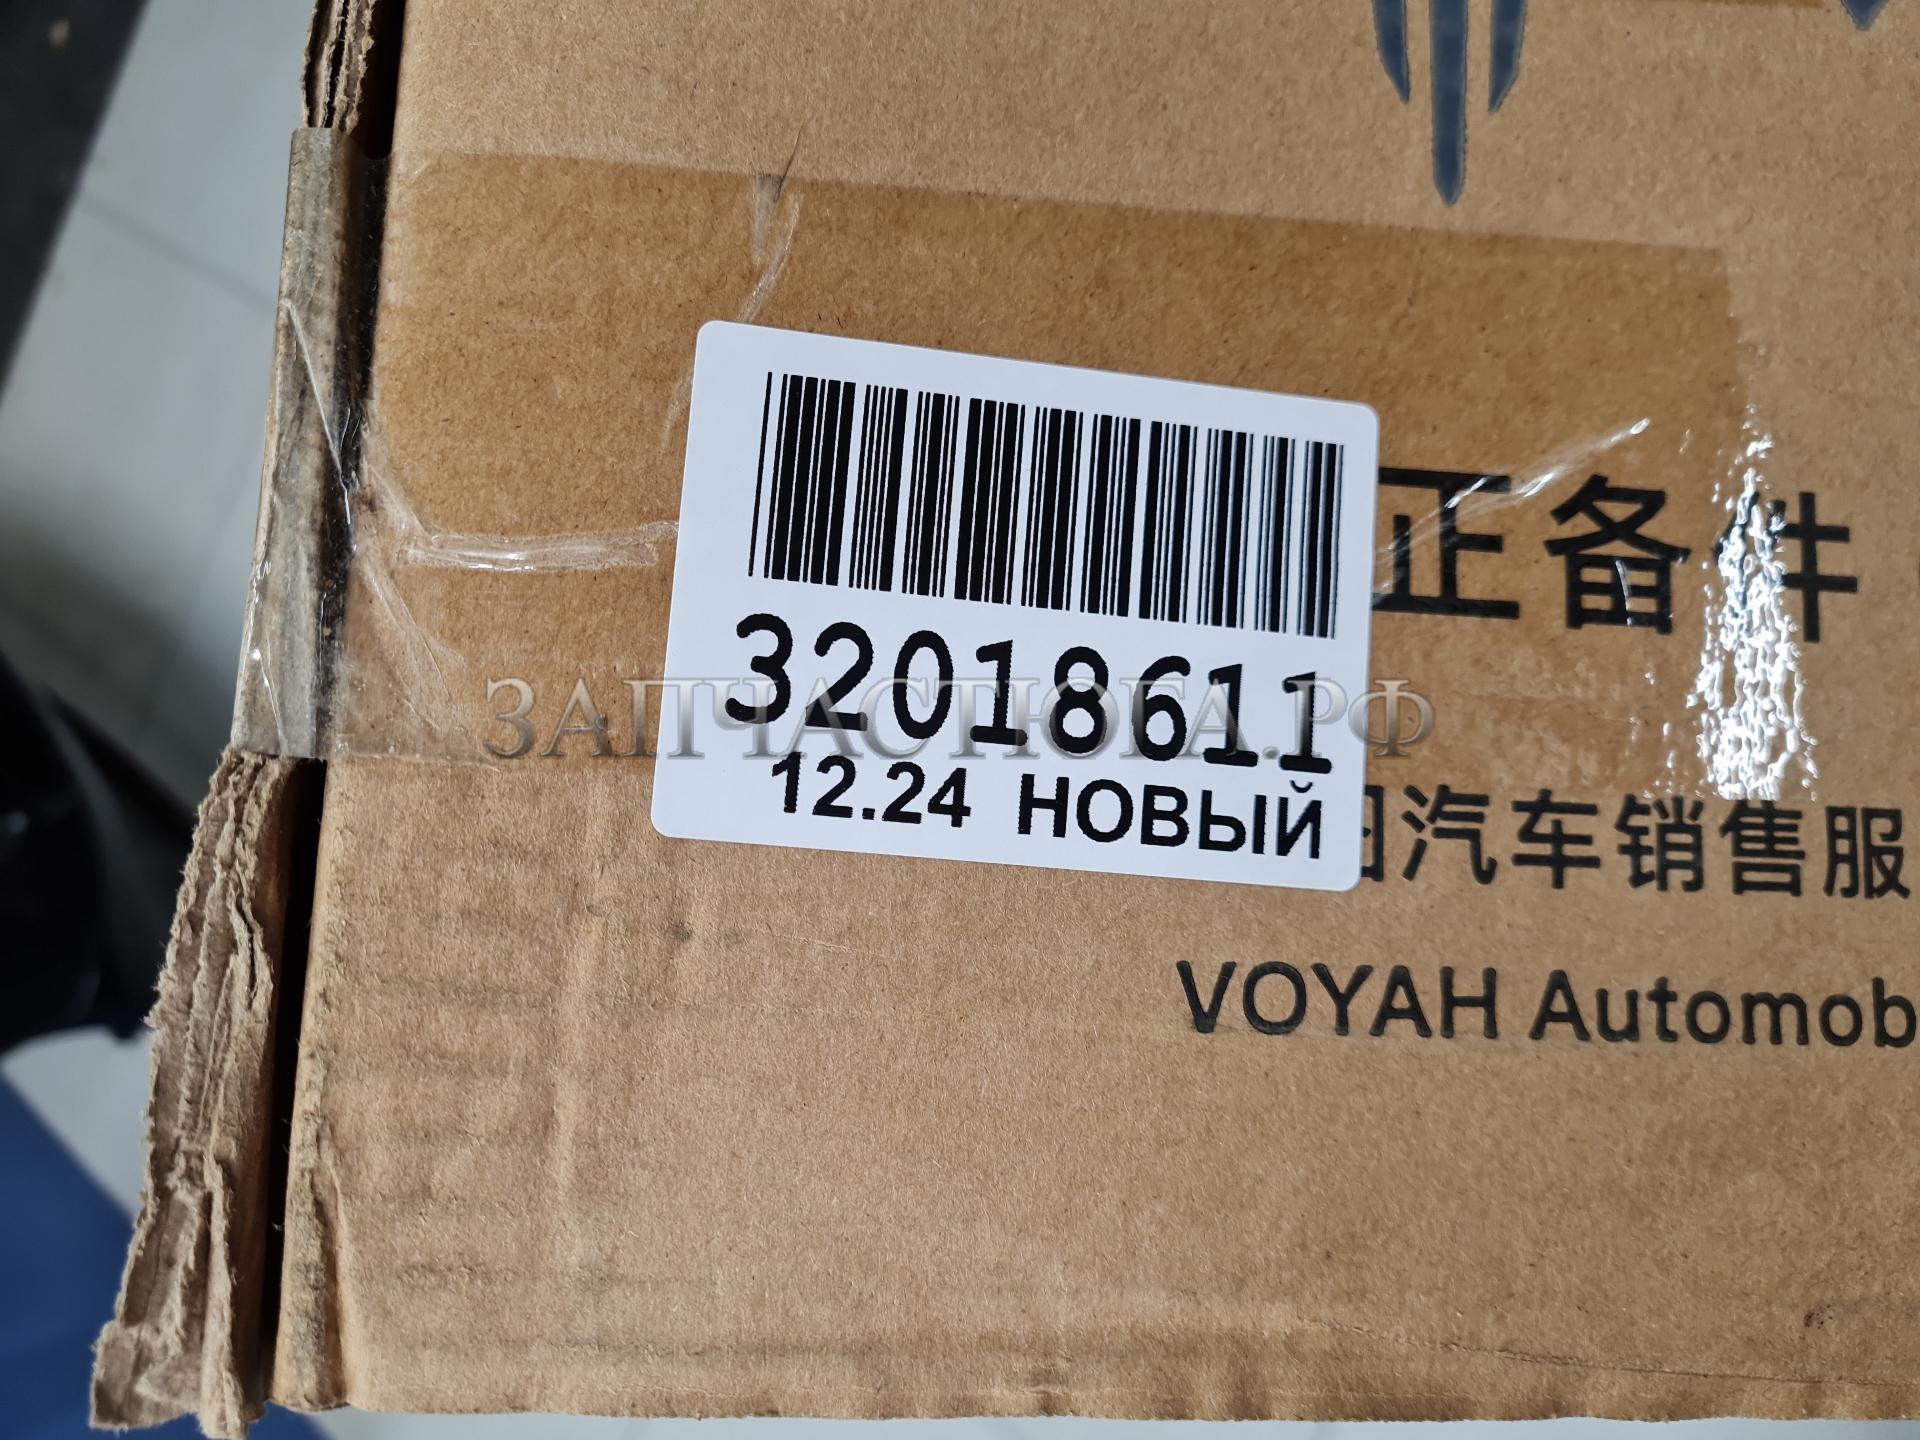 正备件
32018611
ЗАПЧАСТЮГА.РФ
12.24 НОВЫЙ
汽车销售服
VOYAH Automob